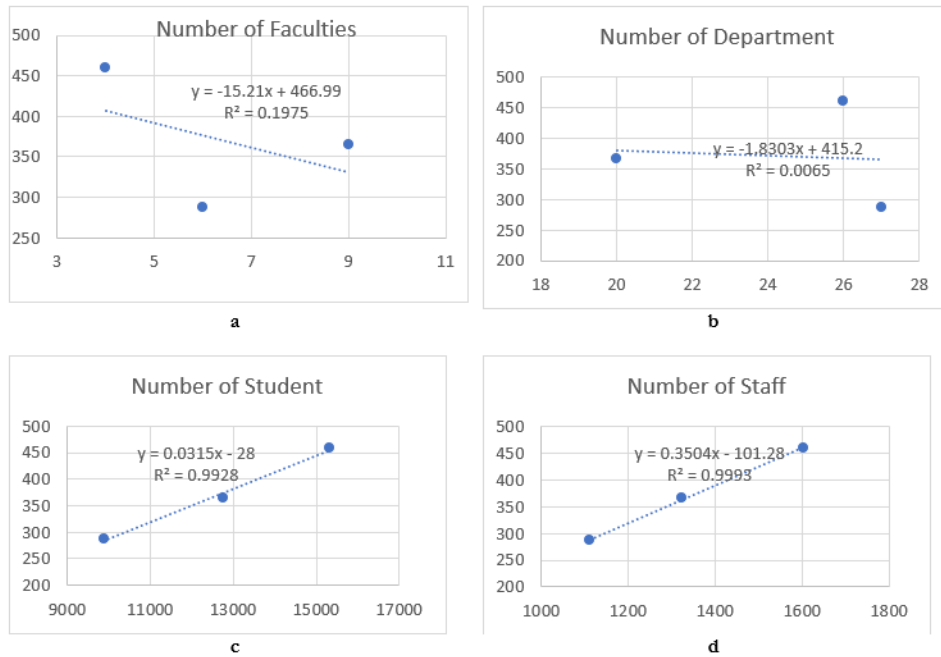 Number of Faculties
500
450
400
350
300
250
y = -15.21x + 466.99
R² = 0.1975
3 5 7 9 11
a
Number of Department
500
450
400
350
300
250
200
y = -1.8303x + 415.2
R² = 0.0065
18 20 22 24 26 28
b
Number of Student
500
450
400
350
300
250
200
y = 0.0315x - 28
R² = 0.9928
9000 11000 13000 15000 17000
c
Number of Staff
500
450
400
350
300
250
200
y = 0.3504x - 101.28
R² = 0.9993
1000 1200 1400 1600 1800
d